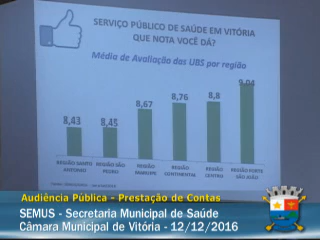 SERVIÇO PÚBLICO DE SAÚDE EM VITÓRIA
QUE NOTA VOCÊ DÁ?
Média de Avaliação das UBS por região
8,43
8,45
8,67
8,76
8,8
9,04
REGIÃO SANTO ANTONIO
REGIÃO SÃO PEDRO
REGIÃO MARUIPE
REGIÃO CONTINENTAL
REGIÃO CENTRO
REGIÃO FORTE SÃO JOÃO
Audiência Pública - Prestação de Contas
SEMUS - Secretaria Municipal de Saúde
Câmara Municipal de Vitória - 12/12/2016